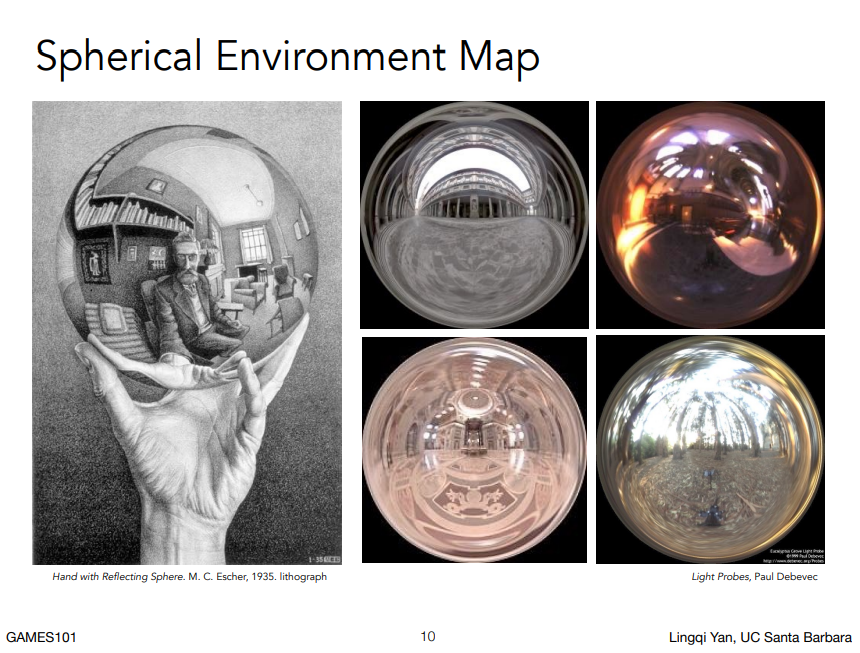 Spherical Environment Map
Eucalyptus Grove Light Probe
©1999 Paul Debevec
http://www.debevec.org/Probes
Hand with Reflecting Sphere. M. C. Escher, 1935. lithograph
Light Probes, Paul Debevec
GAMES101
10
Lingqi Yan, UC Santa Barbara